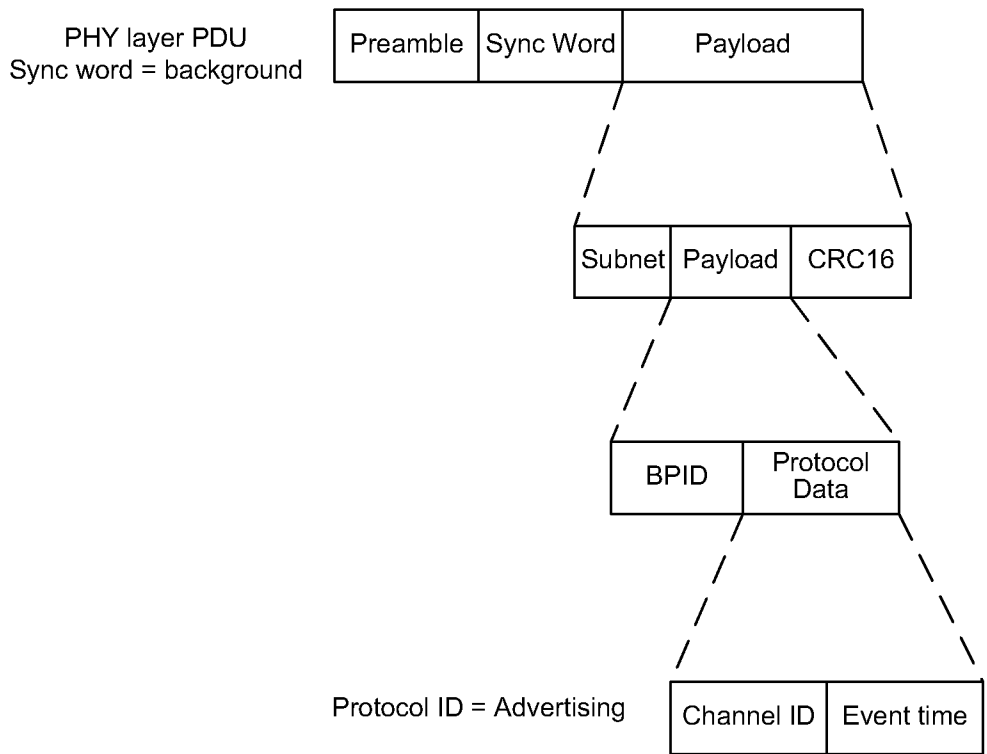 PHY layer PDU
Sync word = background
Preamble
Sync Word
Payload
Subnet
Payload
CRC16
BPID
Protocol
Data
Protocol ID = Advertising
Channel ID
Event time